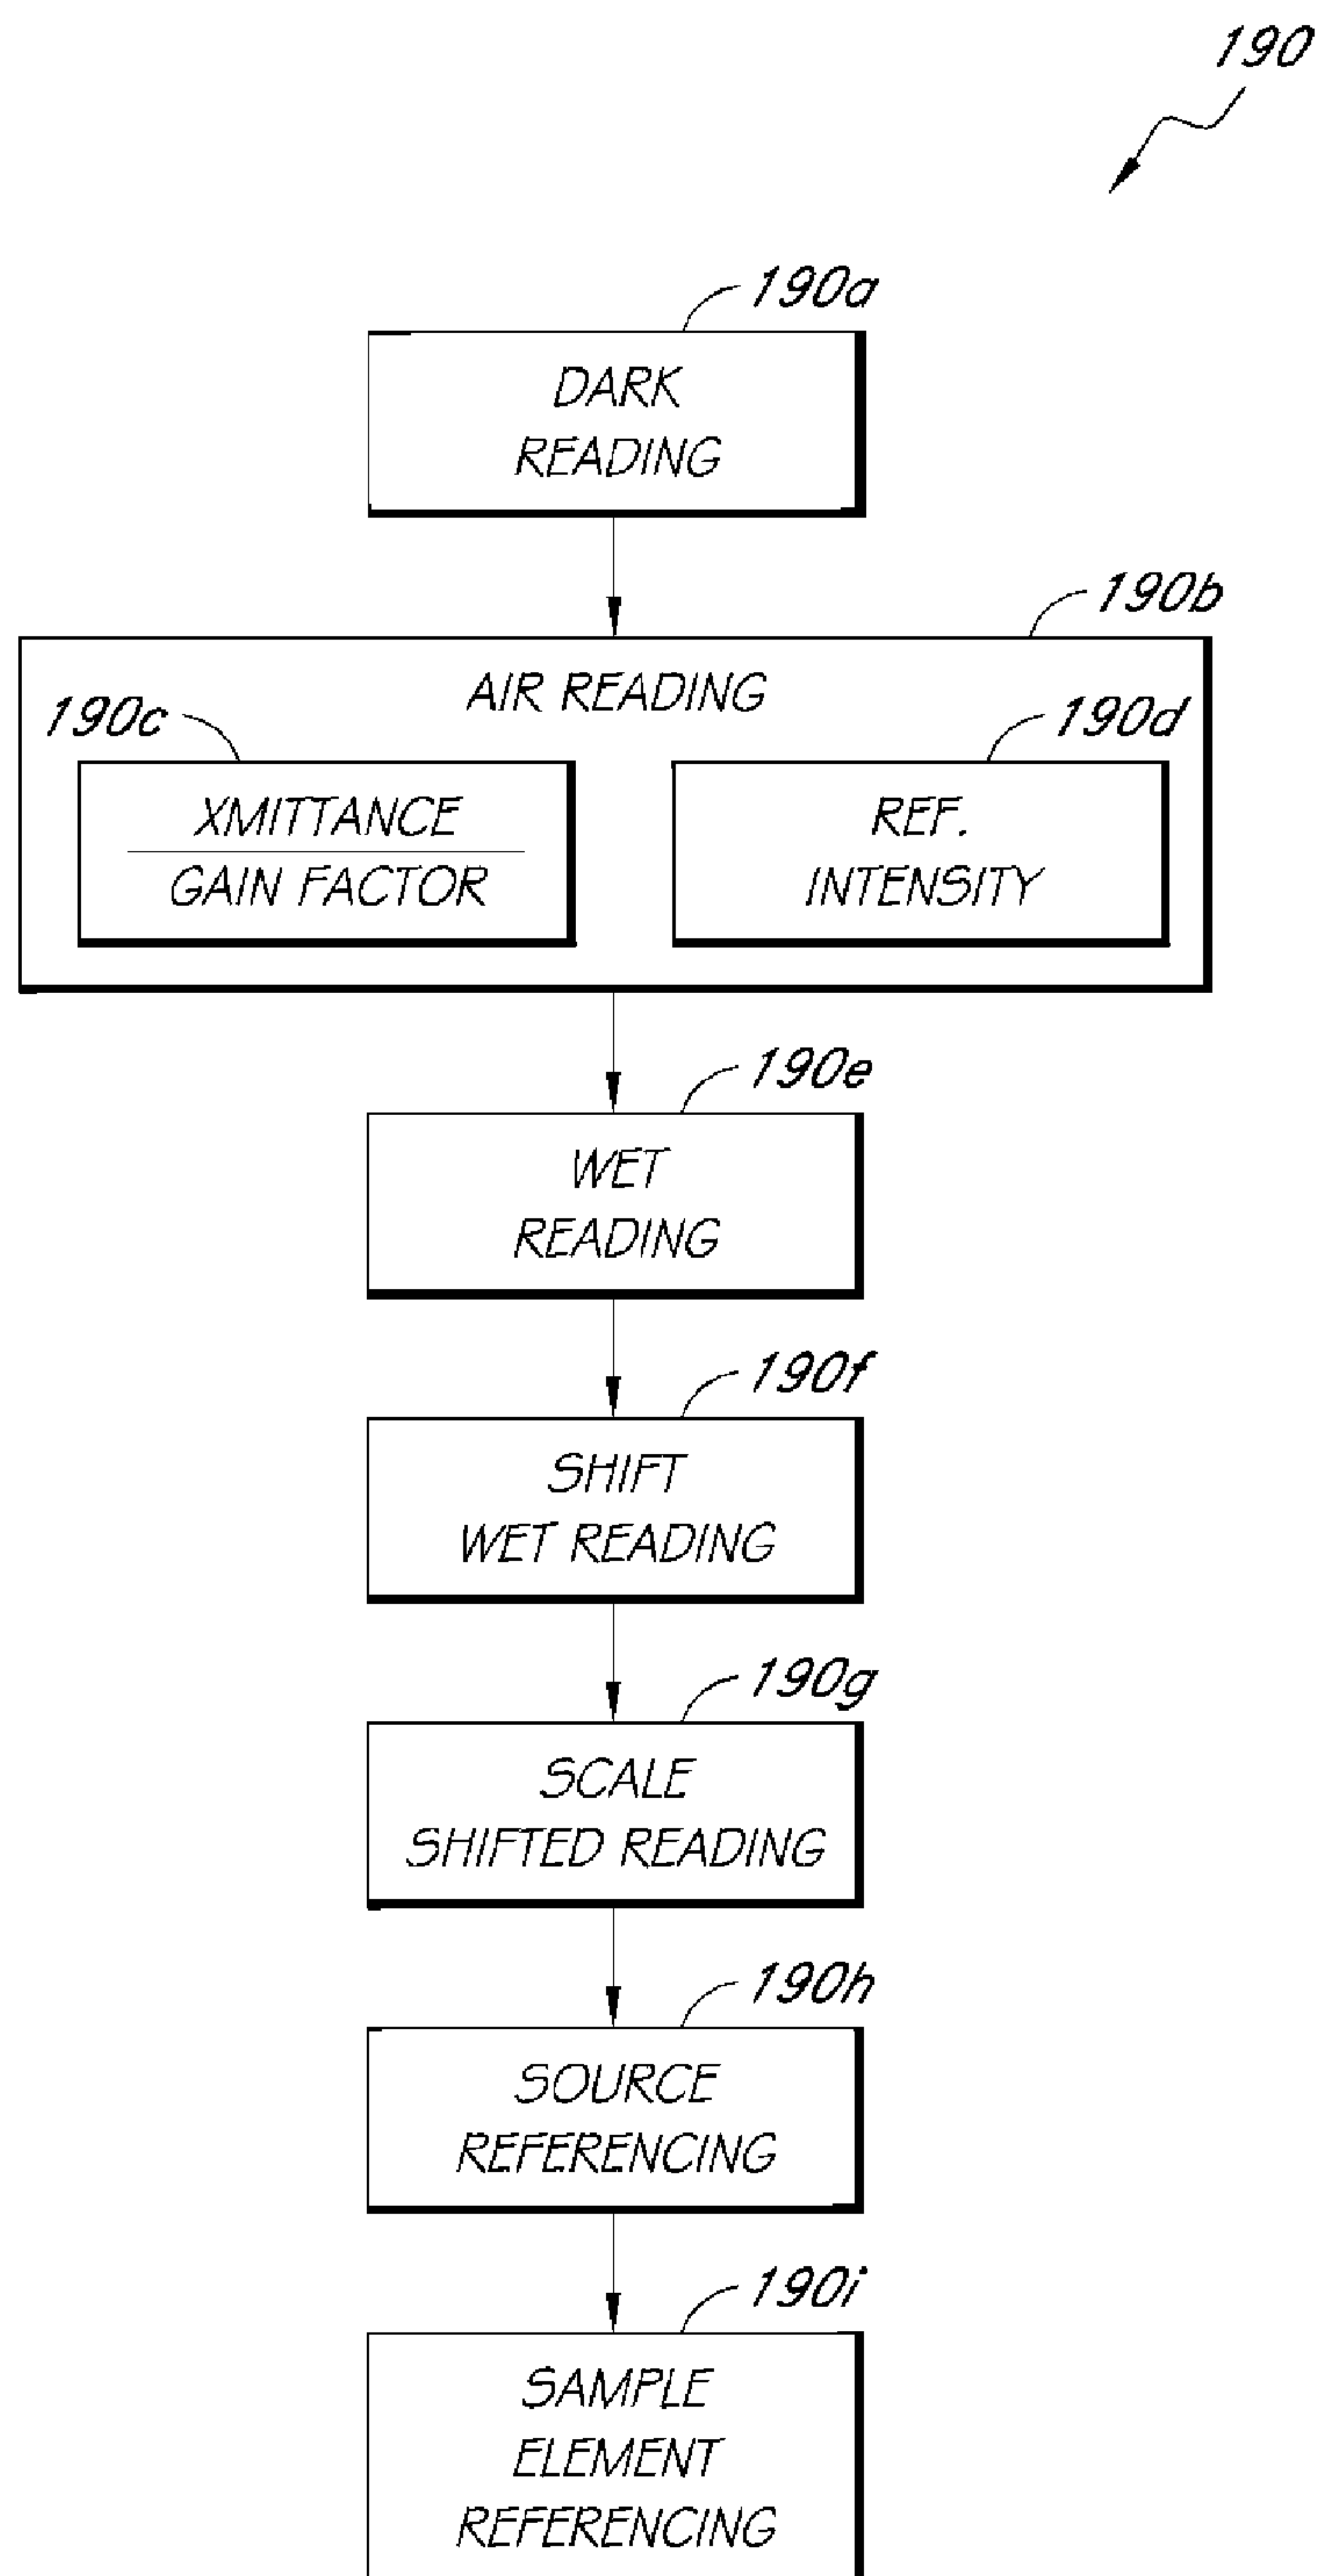 190
190a
DARK
READING
190b
AIR READING
190c
190d
XMITTANCE
GAIN FACTOR
REF.
INTENSITY
190e
WET
READING
190f
SHIFT
WET READING
190g
SCALE
SHIFTED READING
190h
SOURCE
REFERENCING
190i
SAMPLE
ELEMENT
REFERENCING